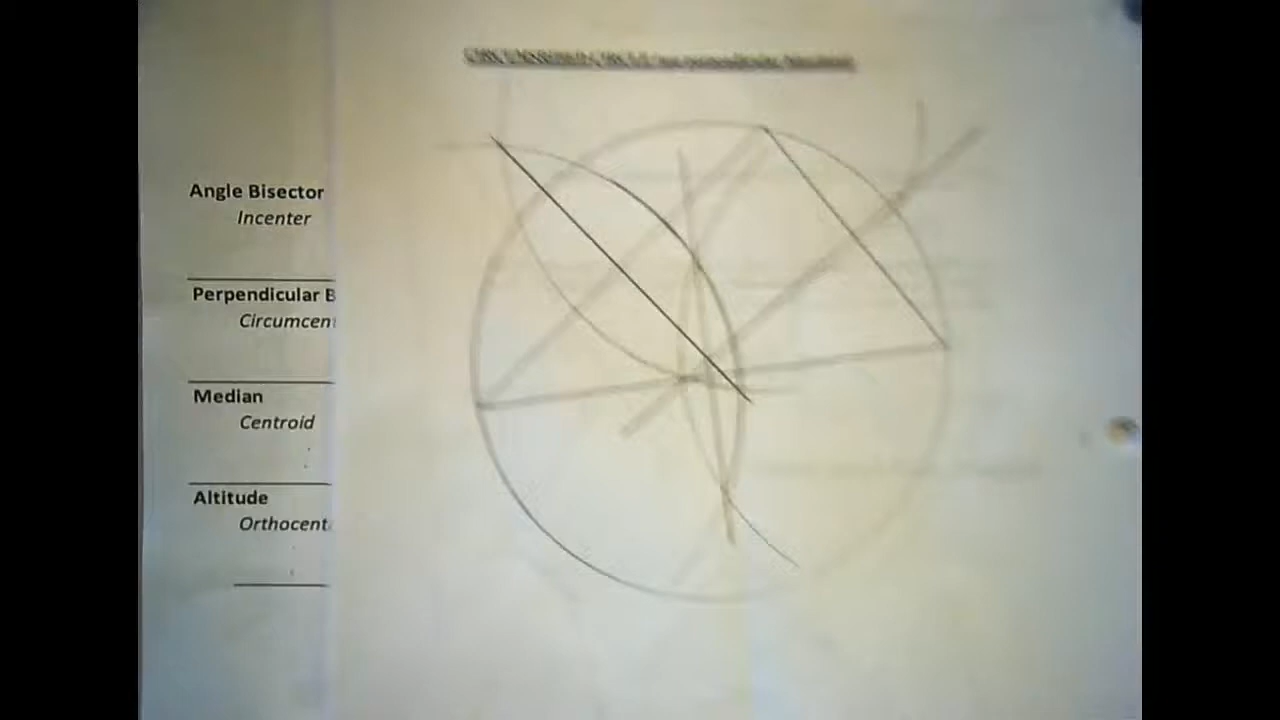 Angle Bisector
Incenter
Perpendicular B
Circumcent
Median
Centroid
Altitude
Orthocent